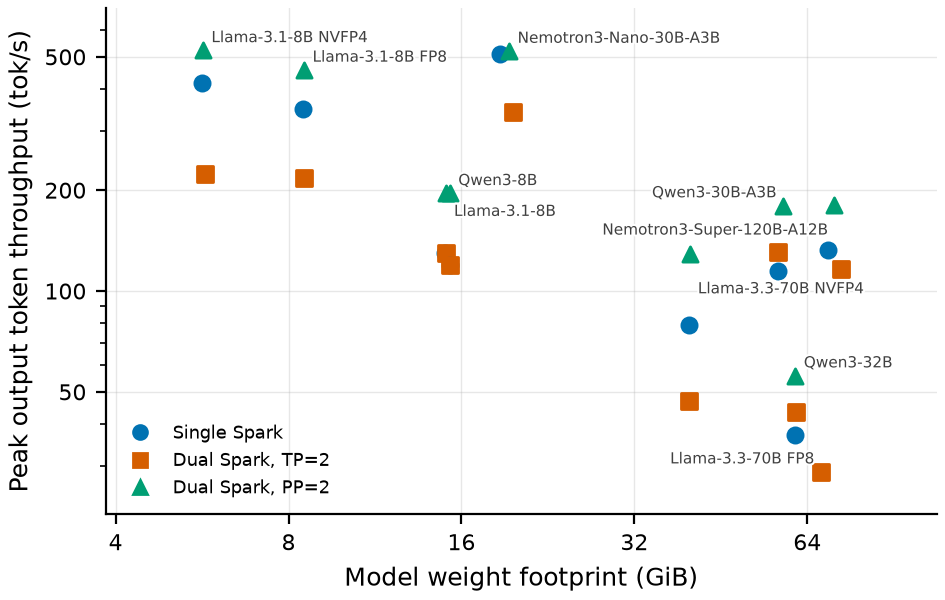 Peak output token throughput (tok/s)
500
200
100
50
Llama-3.1-8B NVFP4
Llama-3.1-8B FP8
Nemotron3-Nano-30B-A3B
Qwen3-8B
Llama-3.1-8B
Qwen3-30B-A3B
Nemotron3-Super-120B-A12B
Llama-3.3-70B NVFP4
Qwen3-32B
Llama-3.3-70B FP8
Single Spark
Dual Spark, TP=2
Dual Spark, PP=2
4
8
16
32
64
Model weight footprint (GiB)